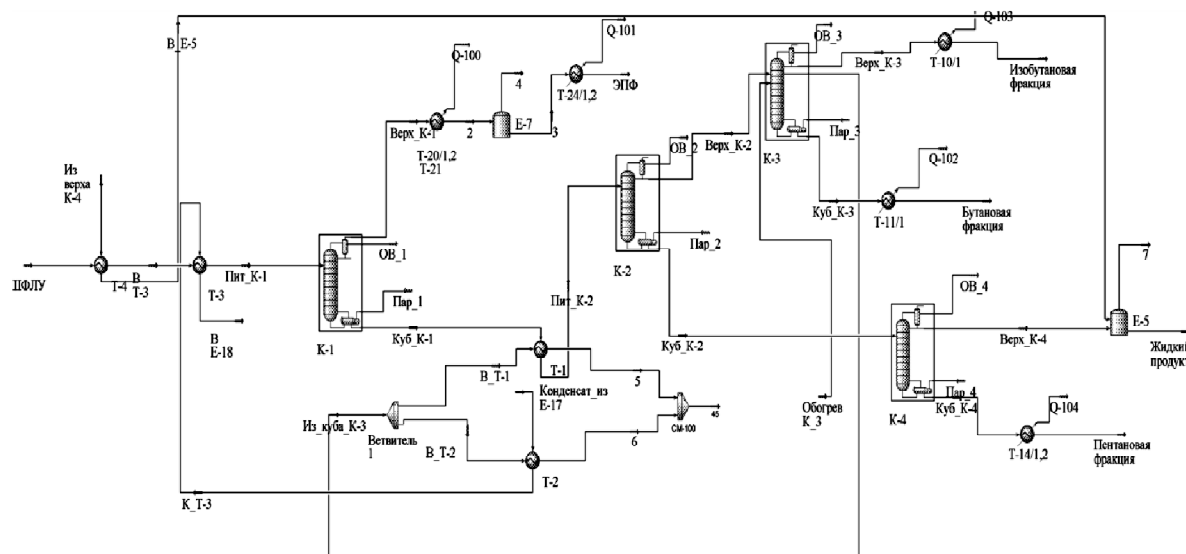 Q-103
Q-101
В_Е-5
ОВ_3
Q-100
Верх_К-3
Т-10/1
Изобутановая
фракция
4
Т-24/1,2
ЭПФ
Е-7
3
Верх_К-1
2
Т-20/1,2
Т-21
Пар_3
К-3
ОВ_2
Верх_К-2
Q-102
Из
верха
К-4
Куб_К-3
Т-11/1
Бутановая
фракция
Пар_2
К-2
ОВ_1
7
ШФЛУ
Т-4
В
Т-3
Т-3
Пит_К-1
Пар_1
Пит_К-2
ОВ_4
Е-5
К-1
Куб_К-1
Куб_К-2
Верх_К-4
Жидкий
продукт
В
Е-18
В_Т-1
Т-1
5
Конденсат_из
Е-17
Обогрев
К_3
К-4
Пар_4
Куб_К-4
Q-104
Из_куба_К-3
Ветвитель
1
45
СМ-100
В_Т-2
6
Т-2
Т-14/1,2
Пентановая
фракция
К_Т-3